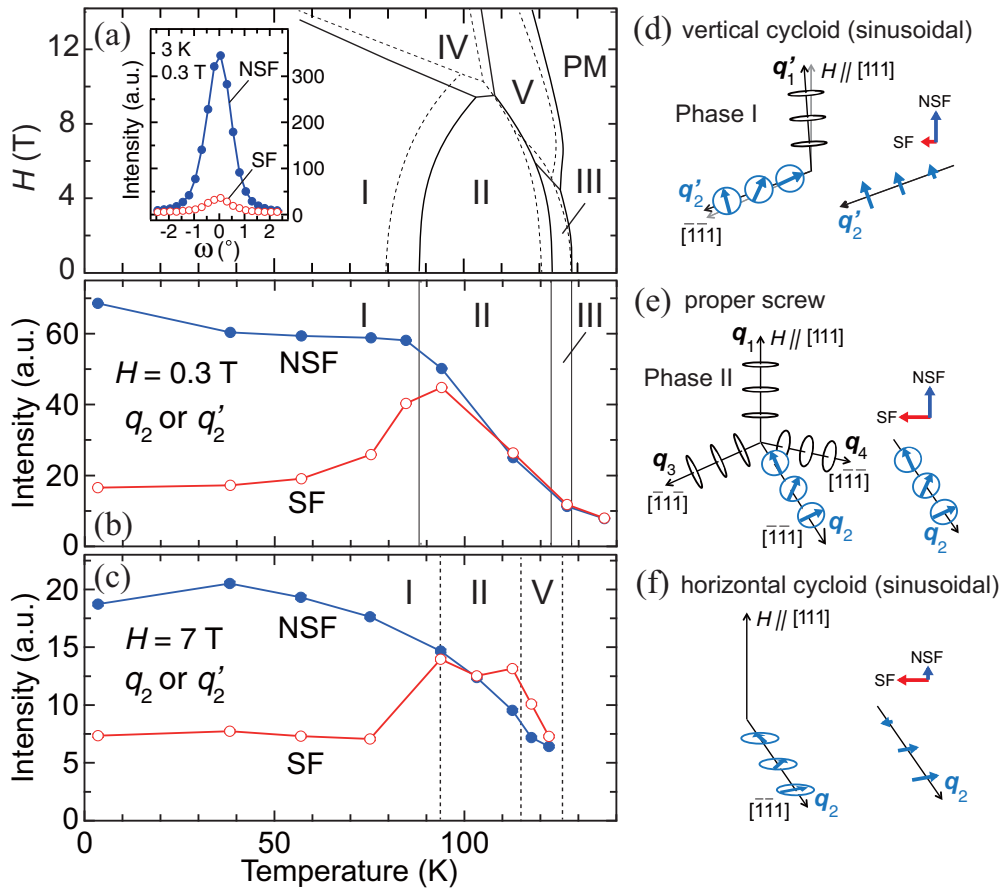 (a)
3 K
0.3 T
NSF
SF
Intensity (a.u.)
300
200
100
0
-2 -1 0 1 2
ω (°)
IV
V
PM
I
II
III
H (T)
12
8
4
0
(b)
I
II
III
NSF
H = 0.3 T
q2 or q2′
SF
Intensity (a.u.)
60
40
20
0
(c)
I
II
V
NSF
H = 7 T
q2 or q2′
SF
Intensity (a.u.)
20
15
10
5
0
0 50 100
Temperature (K)
(d) vertical cycloid (sinusoidal)
q1′
H // [111]
Phase I
NSF
SF
q2′
[1̄1̄1]
q2′
(e) proper screw
q1
H // [111]
Phase II
NSF
SF
q3
q4
[1̄11̄]
[11̄1̄]
[1̄1̄1]
q2
q2
(f) horizontal cycloid (sinusoidal)
H // [111]
NSF
SF
[1̄1̄1]
q2
q2